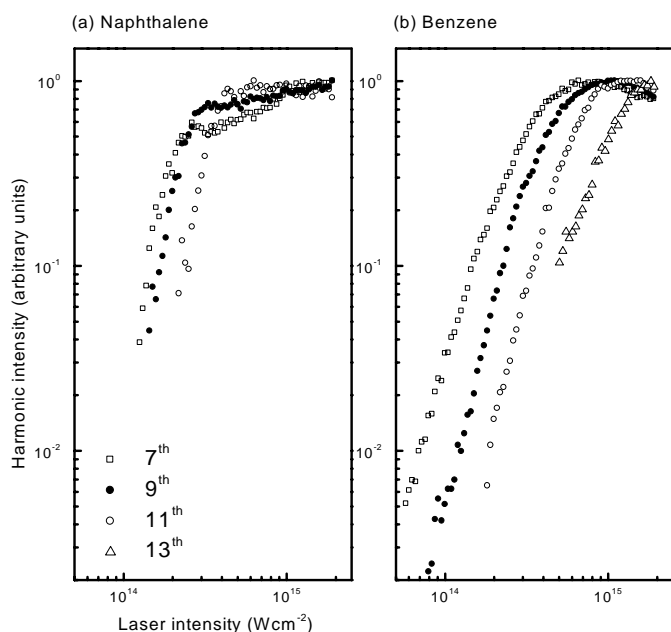 (a) Naphthalene
(b) Benzene
Harmonic intensity (arbitrary units)
10⁰
10⁻¹
10⁻²
7ᵗʰ
9ᵗʰ
11ᵗʰ
13ᵗʰ
10¹⁴
10¹⁵
10⁰
10⁻¹
10⁻²
10¹⁴
10¹⁵
Laser intensity (Wcm⁻²)